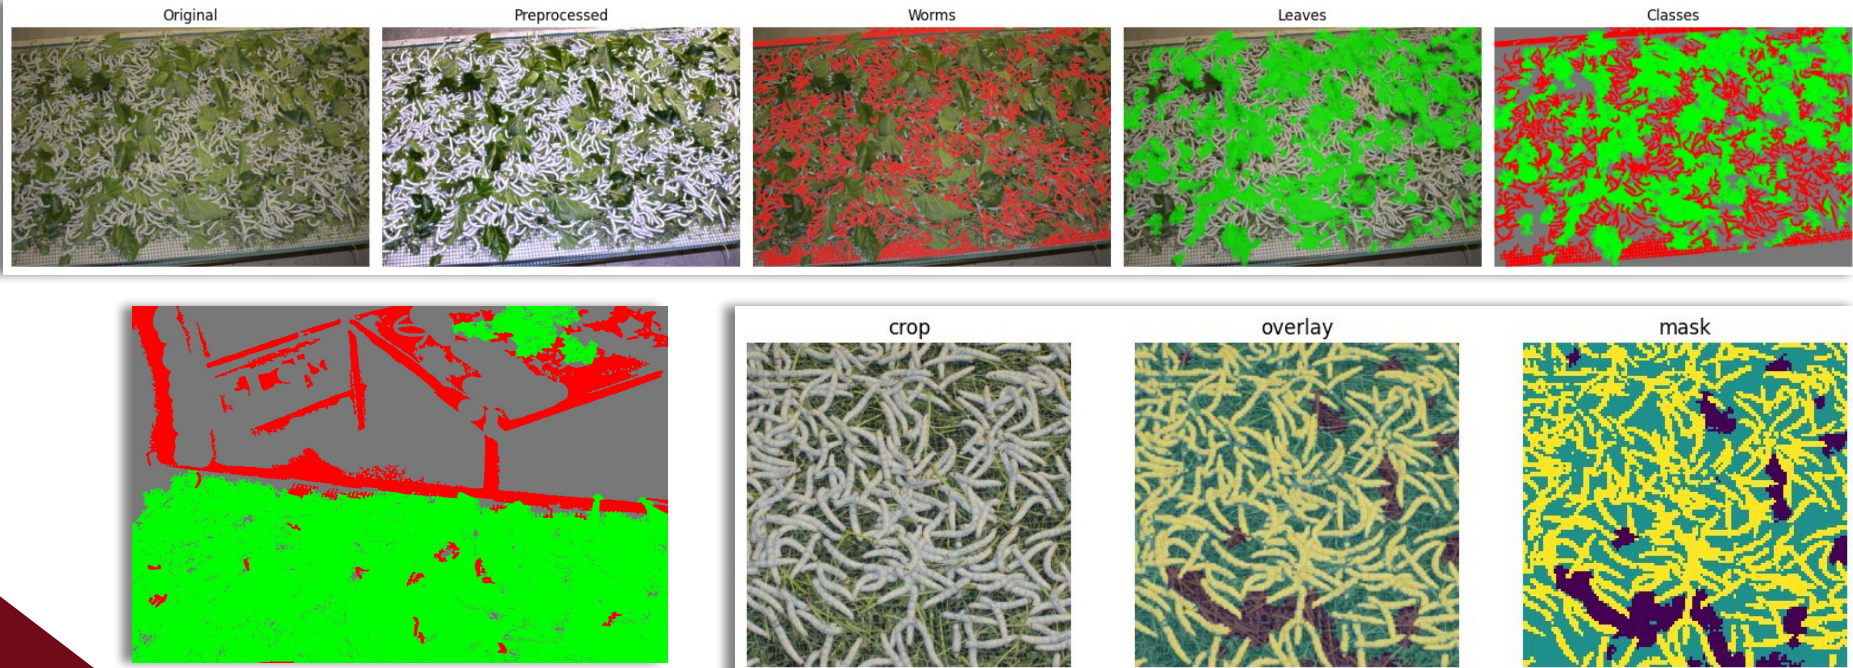 Original
Preprocessed
Worms
Leaves
Classes
crop
overlay
mask